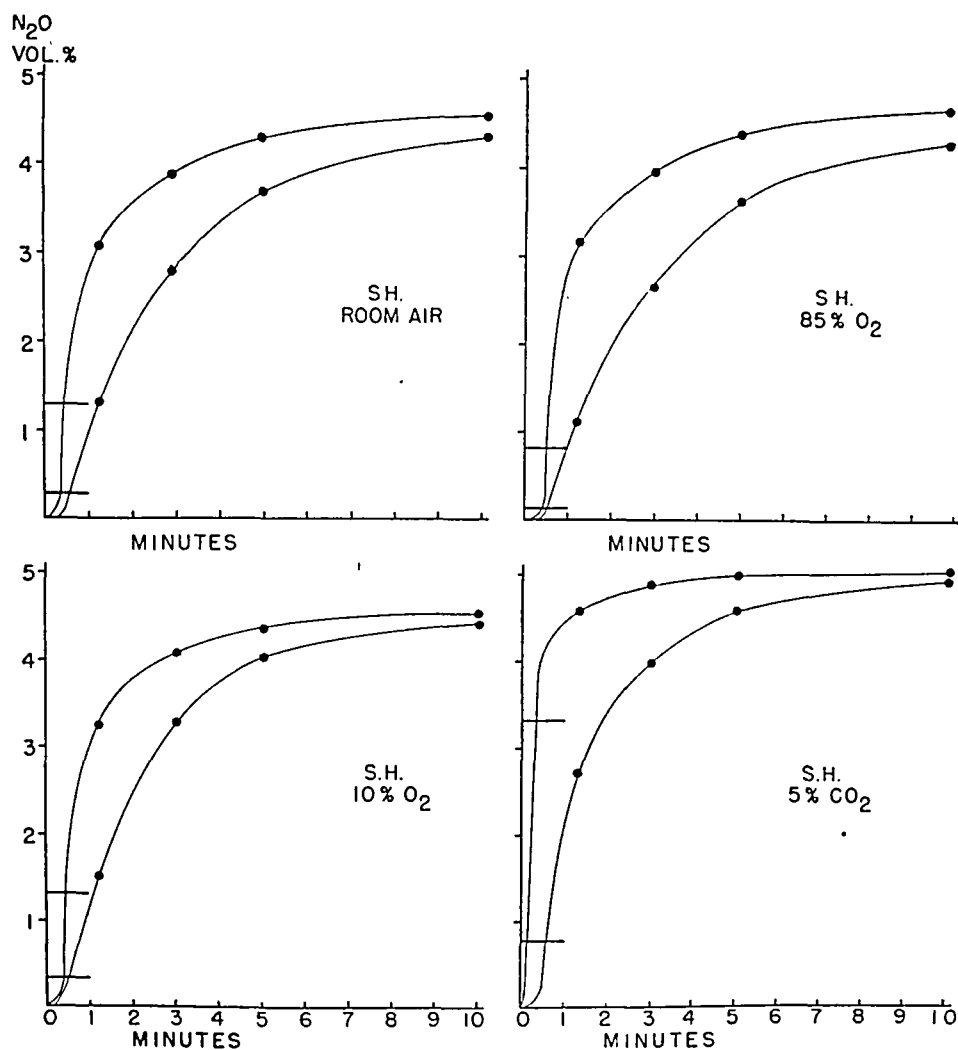 N₂O
VOL.%
5
4
3
2
1
SH.
ROOM AIR
MINUTES
SH.
85% O₂
MINUTES
5
4
3
2
1
S.H.
10% O₂
0 1 2 3 4 5 6 7 8 9 10
MINUTES
S.H.
5% CO₂
0 1 2 3 4 5 6 7 8 9 10
MINUTES